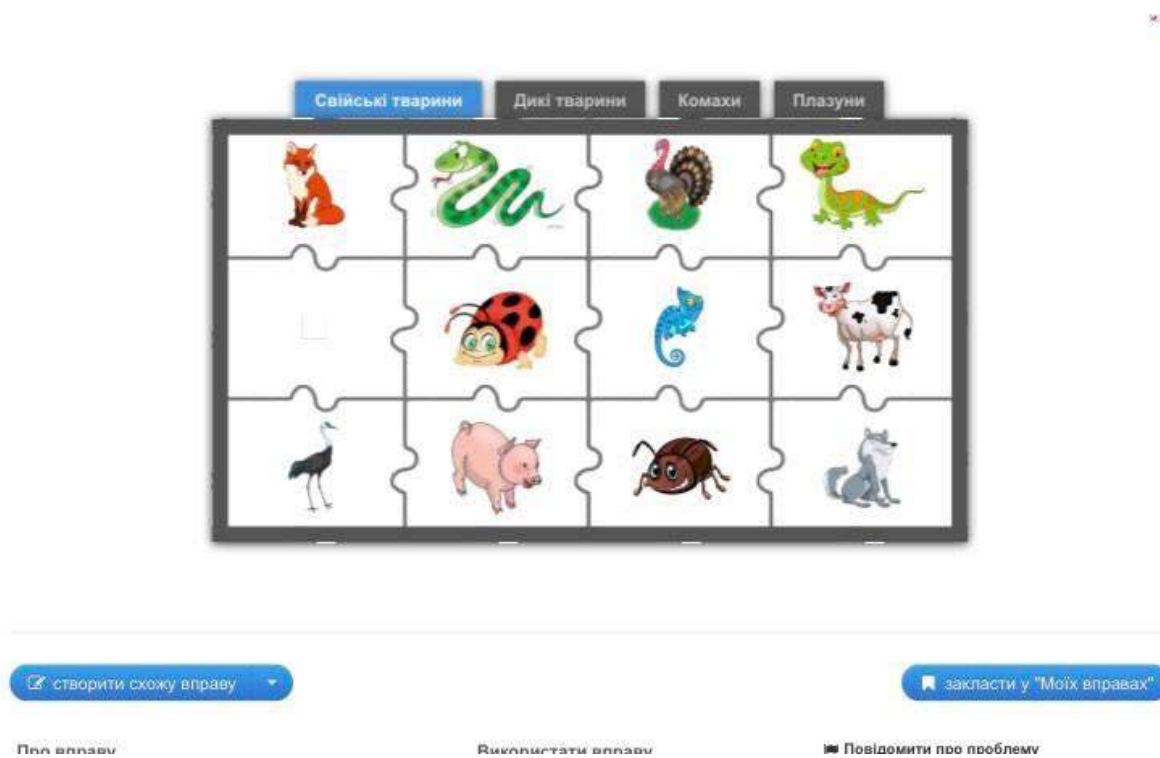 Свійські тварини
Дикі тварини
Комахи
Плазуни
створити схожу вправу
закласти у "Моїх вправах"
Про вправу
Використати вправу
Повідомити про проблему